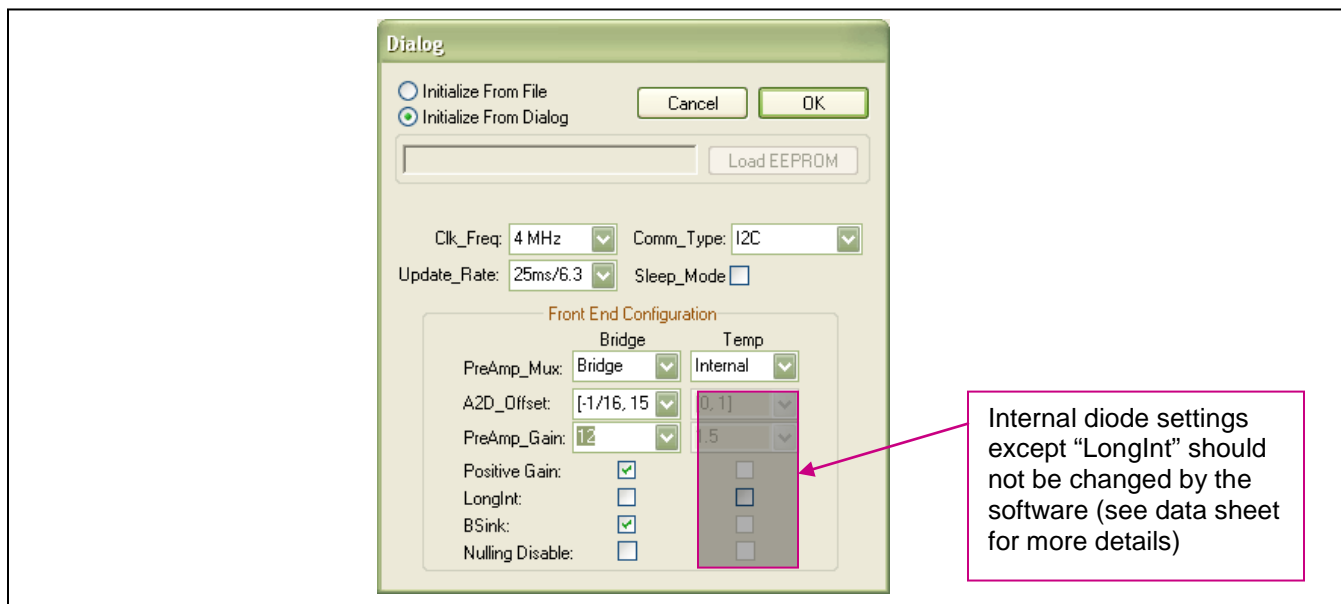 Dialog
Initialize From File
Initialize From Dialog
Cancel
OK
Load EEPROM
Clk_Freq: 4 MHz
Comm_Type: I2C
Update_Rate: 25ms/6.3
Sleep_Mode
Front End Configuration
Bridge Temp
PreAmp_Mux: Bridge Internal
A2D_Offset: [-1/16, 15 [0, 1]
PreAmp_Gain: 12 1.5
Positive Gain:
LongInt:
BSink:
Nulling Disable:
Internal diode settings
except “LongInt” should
not be changed by the
software (see data sheet
for more details)